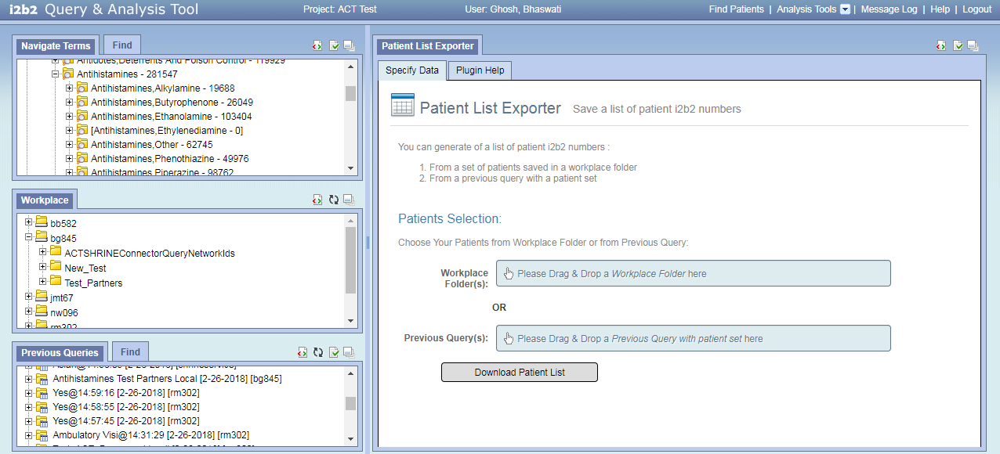 i2b2 Query & Analysis Tool
Project: ACT Test
User: Ghosh, Bhaswati
Find Patients | Analysis Tools | Message Log | Help | Logout
Navigate Terms
Find
Antidotes,Deterrents And Poison Control - 119929
Antihistamines - 281547
Antihistamines,Alkylamine - 19688
Antihistamines,Butyrophenone - 26049
Antihistamines,Ethanolamine - 103404
[Antihistamines,Ethylenediamine - 0]
Antihistamines,Other - 62745
Antihistamines,Phenothiazine - 49976
Antihistamines,Piperazine - 98762
Workplace
bb582
bg845
ACTSHRINEConnectorQueryNetworkIds
New_Test
Test_Partners
jmt67
nw096
rm302
Previous Queries
Find
[2-26-2018]
Antihistamines Test Partners Local [2-26-2018] [bg845]
Yes@14:59:16 [2-26-2018] [rm302]
Yes@14:58:55 [2-26-2018] [rm302]
Yes@14:57:45 [2-26-2018] [rm302]
Ambulatory Visi@14:31:29 [2-26-2018] [rm302]
Patient List Exporter
Specify Data
Plugin Help
Patient List Exporter Save a list of patient i2b2 numbers
You can generate of a list of patient i2b2 numbers :
1. From a set of patients saved in a workplace folder
2. From a previous query with a patient set
Patients Selection:
Choose Your Patients from Workplace Folder or from Previous Query:
Workplace
Folder(s):
Please Drag & Drop a Workplace Folder here
OR
Previous Query(s):
Please Drag & Drop a Previous Query with patient set here
Download Patient List